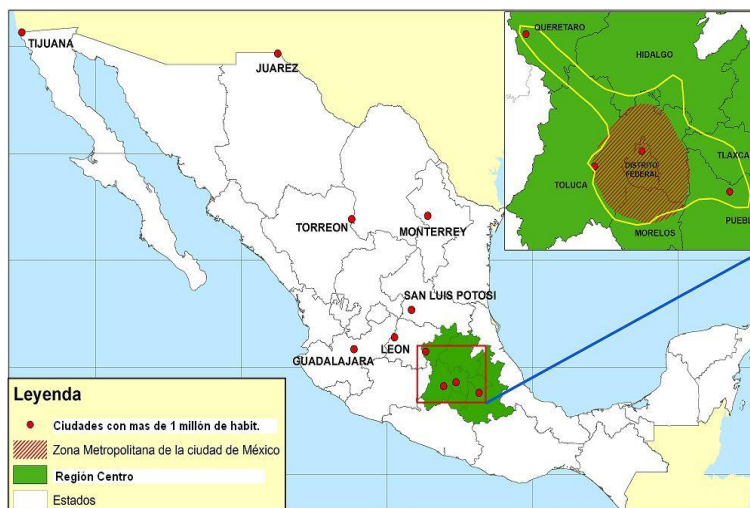 TIJUANA
JUAREZ
TORREON
MONTERREY
SAN LUIS POTOSI
LEON
GUADALAJARA
QUERETARO
HIDALGO
TLAXCA
DISTRITO
FEDERAL
TOLUCA
PUEBL
MORELOS
Leyenda
Ciudades con mas de 1 millón de habit.
Zona Metropolitana de la ciudad de México
Región Centro
Estados